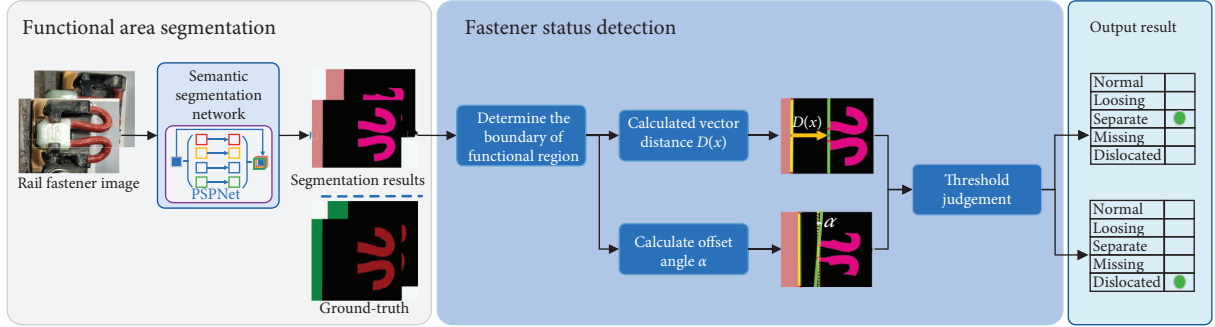 Functional area segmentation
Semantic
segmentation
network
PSPNet
Rail fastener image
Segmentation results
Ground-truth
Fastener status detection
Determine the
boundary of
functional region
Calculated vector
distance D(x)
D(x)
Calculate offset
angle α
α
Threshold
judgement
Output result
Normal
Loosing
Separate
Missing
Dislocated
Normal
Loosing
Separate
Missing
Dislocated